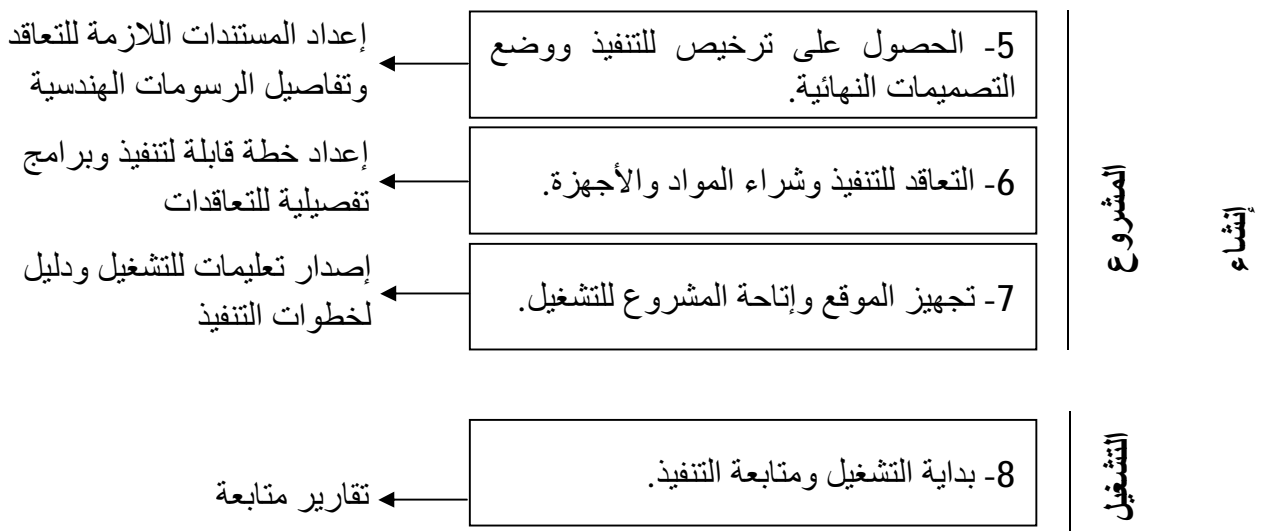 5- الحصول على ترخيص للتنفيذ ووضع
التصميمات النهائية.
إعداد المستندات اللازمة للتعاقد
وتفاصيل الرسومات الهندسية
6- التعاقد للتنفيذ وشراء المواد والأجهزة.
إعداد خطة قابلة لتنفيذ وبرامج
تفصيلية للتعاقدات
7- تجهيز الموقع وإتاحة المشروع للتشغيل.
إصدار تعليمات للتشغيل ودليل
لخطوات التنفيذ
إنشاء
المشروع
8- بداية التشغيل ومتابعة التنفيذ.
تقارير متابعة
التشغيل